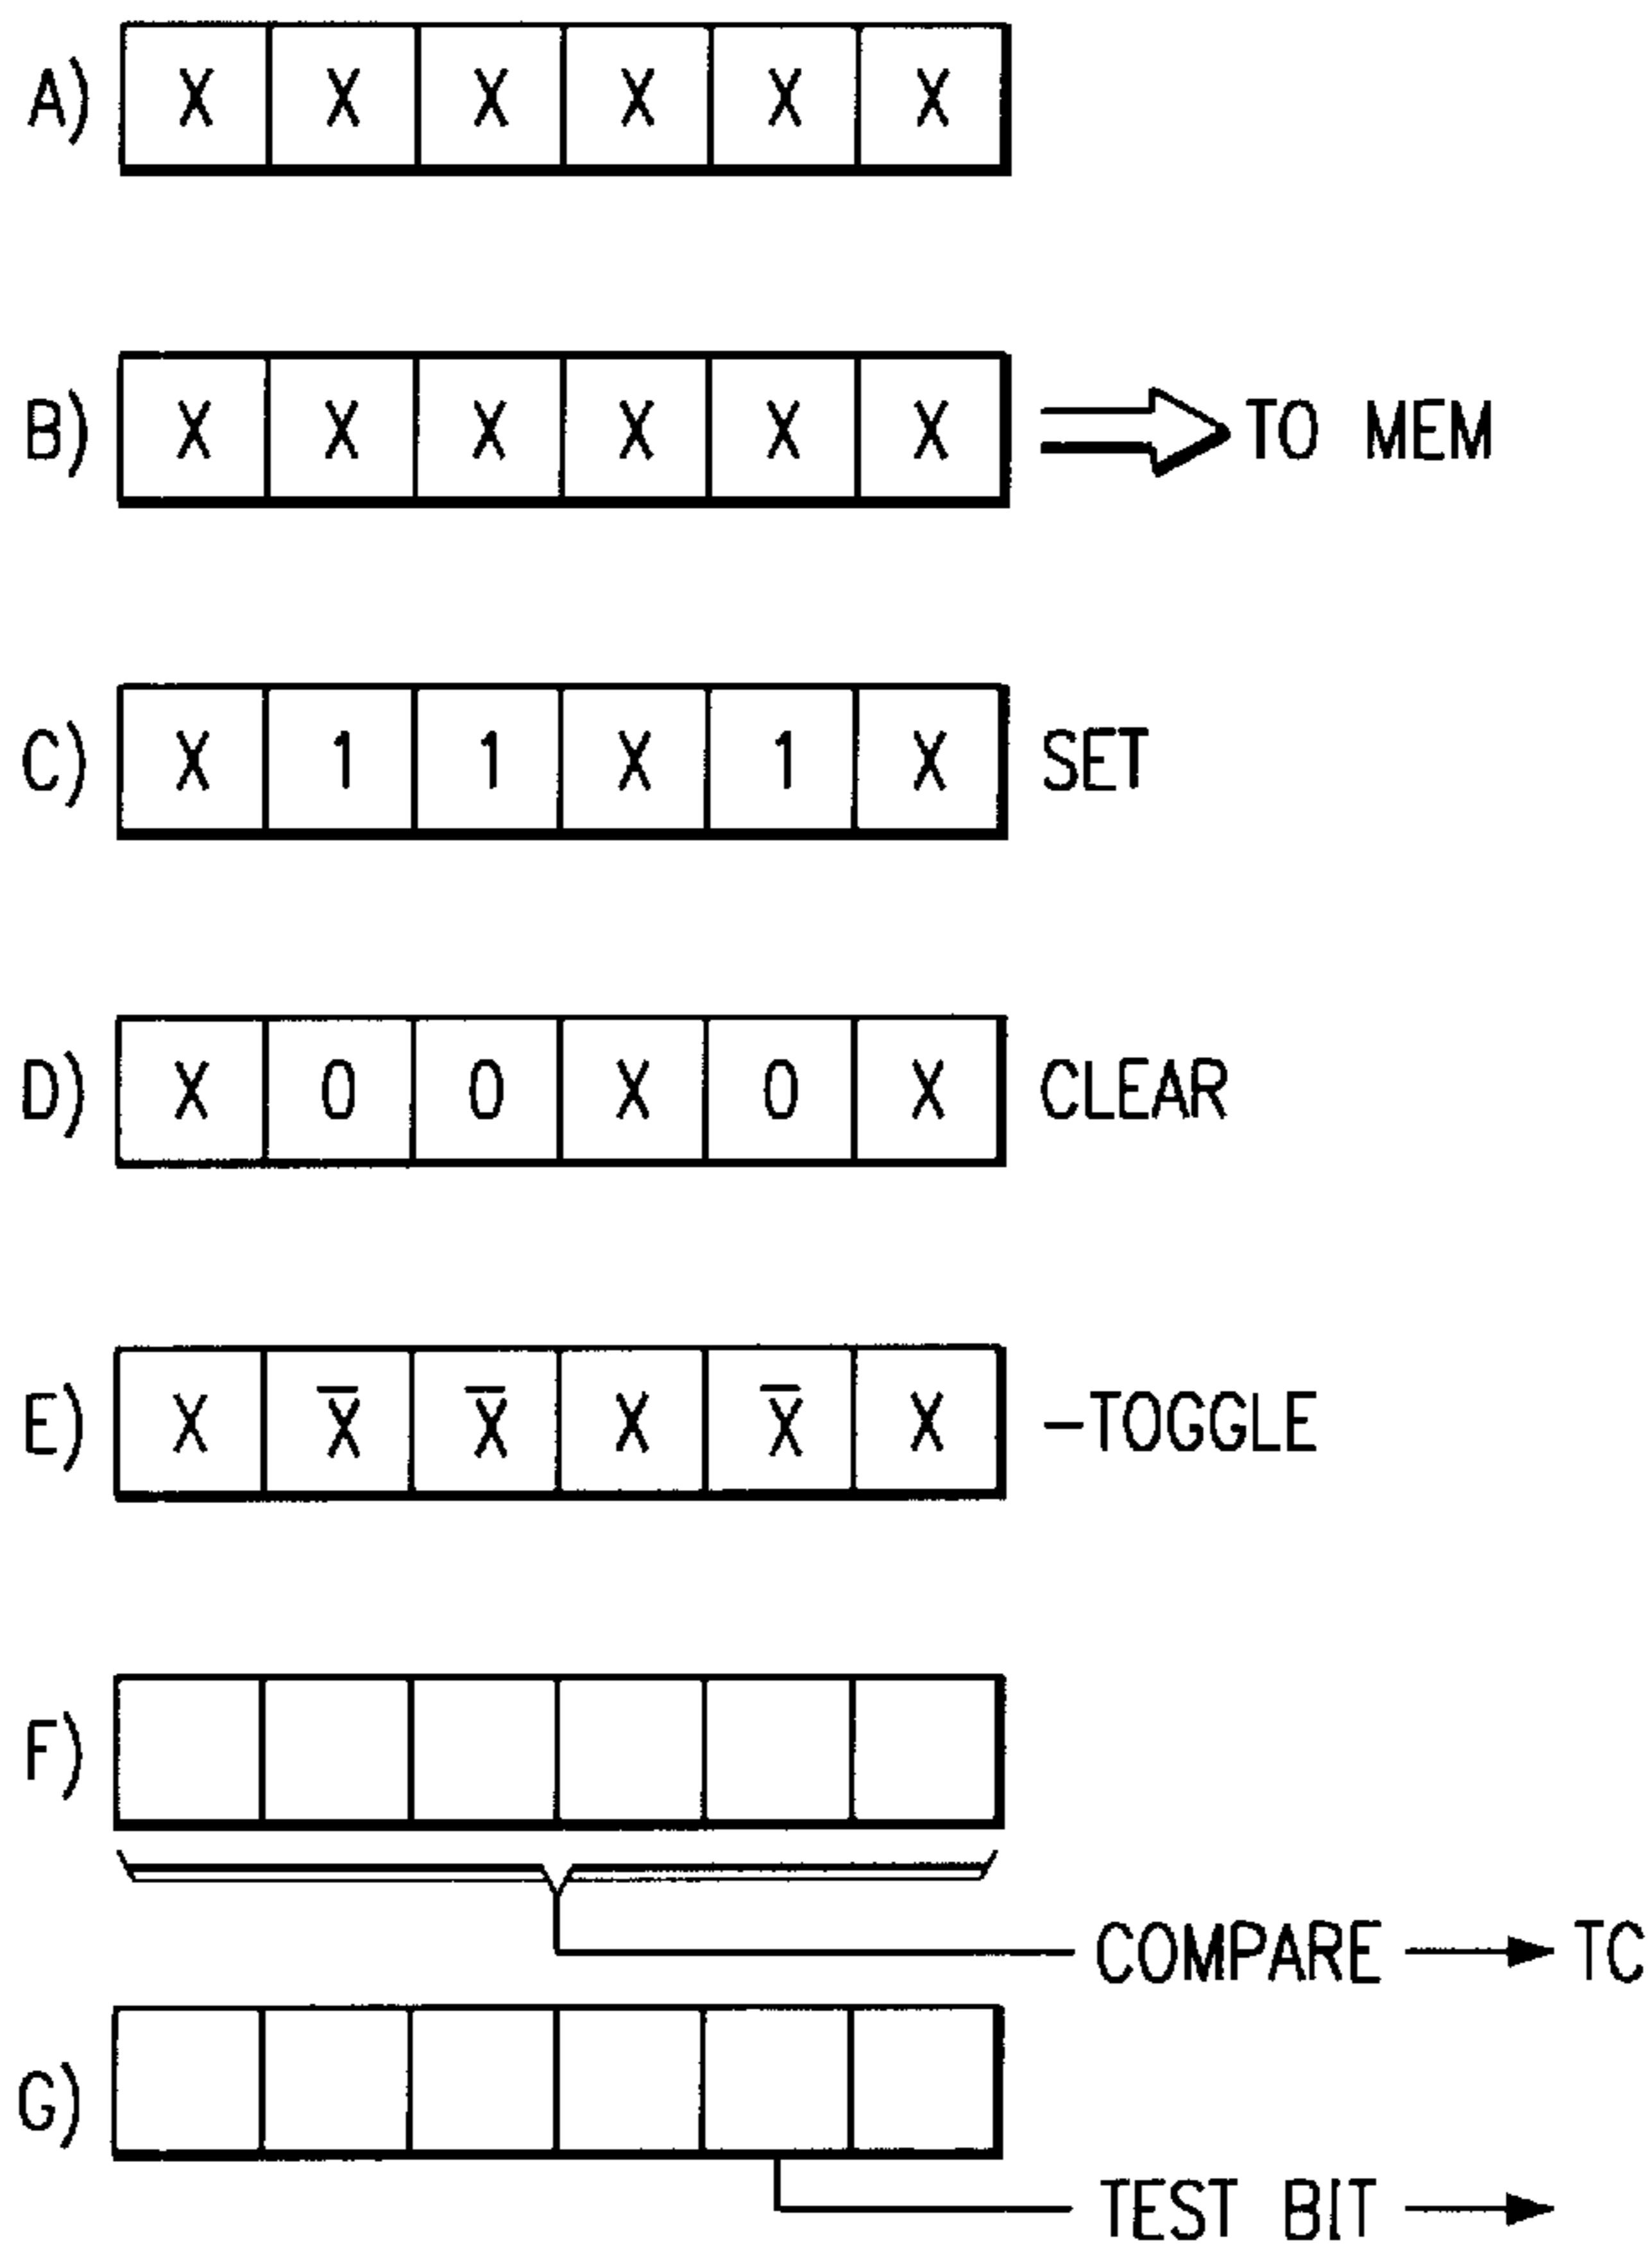 A) X X X X X X
B) X X X X X X TO MEM
C) X 1 1 X 1 X SET
D) X 0 0 X 0 X CLEAR
E) X X̅ X̅ X X̅ X –TOGGLE
F)
COMPARE TC
G)
TEST BIT